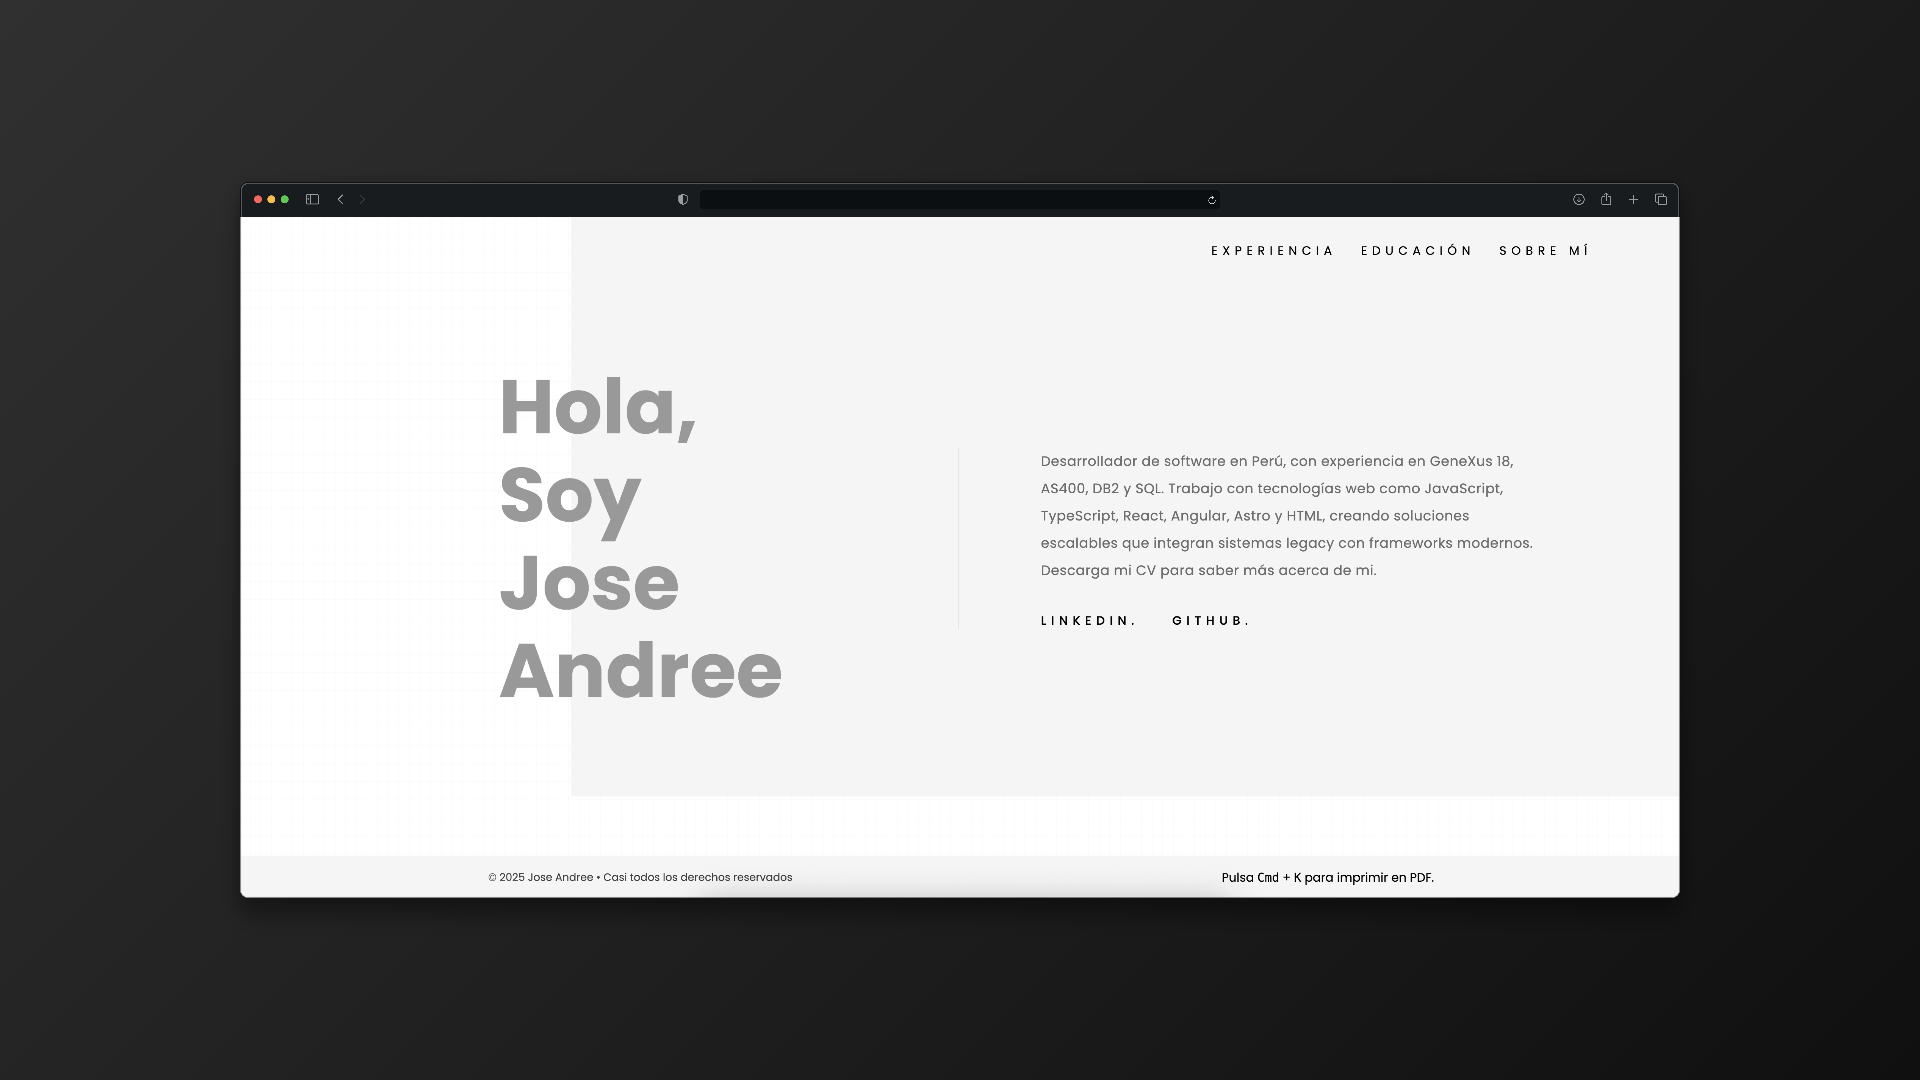 EXPERIENCIA EDUCACIÓN SOBRE MÍ
Hola,
Soy
Jose
Andree
Desarrollador de software en Perú, con experiencia en GeneXus 18,
AS400, DB2 y SQL. Trabajo con tecnologías web como JavaScript,
TypeScript, React, Angular, Astro y HTML, creando soluciones
escalables que integran sistemas legacy con frameworks modernos.
Descarga mi CV para saber más acerca de mi.
LINKEDIN. GITHUB.
© 2025 Jose Andree • Casi todos los derechos reservados
Pulsa Cmd + K para imprimir en PDF.